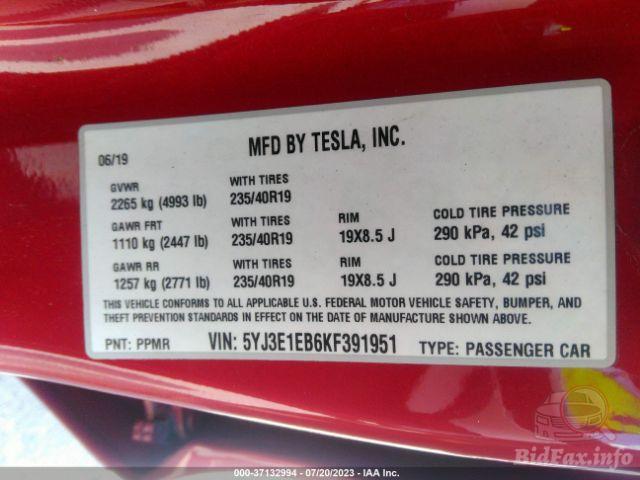 MFD BY TESLA, INC.
06/19
GVWR WITH TIRES
2265 kg (4993 lb) 235/40R19
GAWR FRT WITH TIRES RIM COLD TIRE PRESSURE
1110 kg (2447 lb) 235/40R19 19X8.5 J 290 kPa, 42 psi
GAWR RR WITH TIRES RIM COLD TIRE PRESSURE
1257 kg (2771 lb) 235/40R19 19X8.5 J 290 kPa, 42 psi
THIS VEHICLE CONFORMS TO ALL APPLICABLE U.S. FEDERAL MOTOR VEHICLE SAFETY, BUMPER, AND
THEFT PREVENTION STANDARDS IN EFFECT ON THE DATE OF MANUFACTURE SHOWN ABOVE.
PNT: PPMR VIN: 5YJ3E1EB6KF391951 TYPE: PASSENGER CAR
BidFax.info
000-37132994 - 07/20/2023 - IAA Inc.